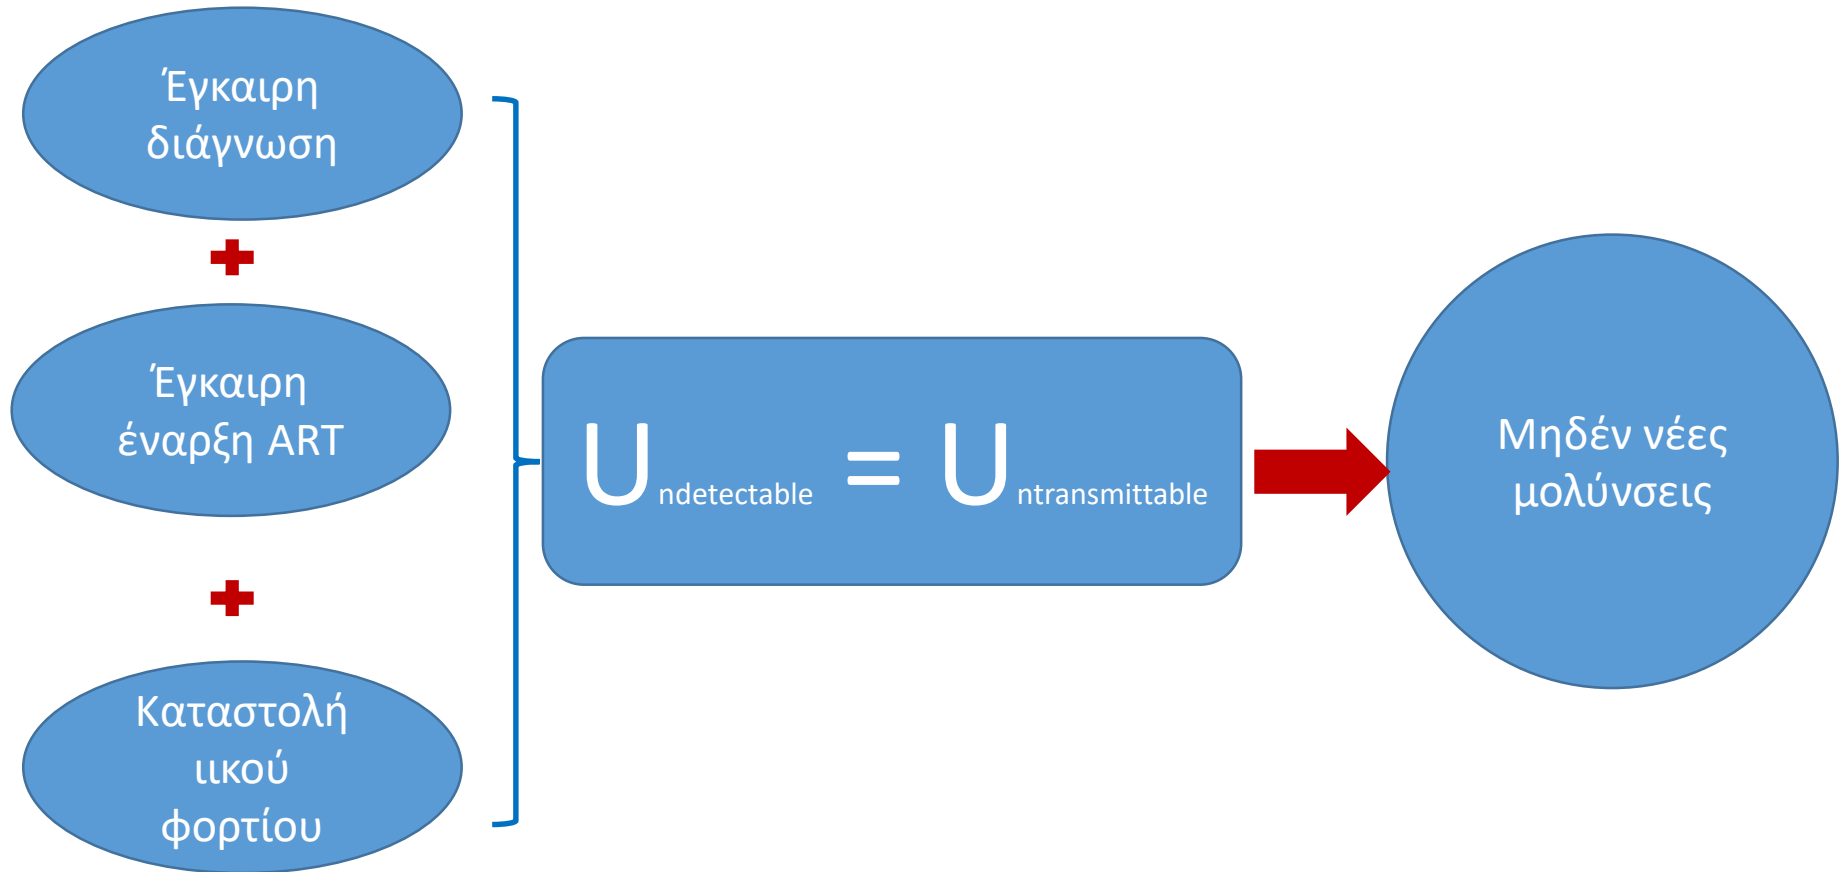 Έγκαιρη
διάγνωση
Έγκαιρη
έναρξη ART
Καταστολή
ιικού
φορτίου
Undetectable = Untransmittable
Μηδέν νέες
μολύνσεις